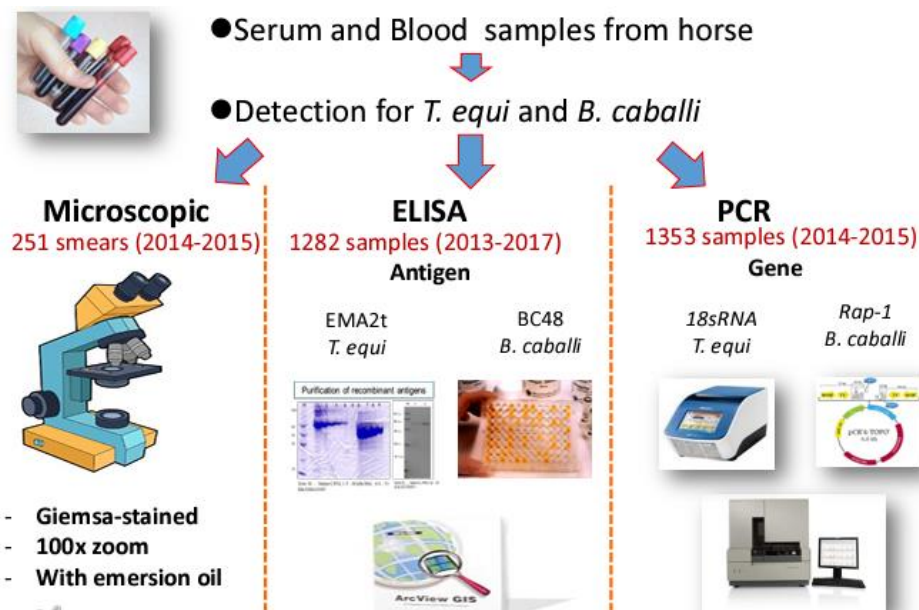 ●Serum and Blood samples from horse
●Detection for T. equi and B. caballi
Microscopic
251 smears (2014-2015)
ELISA
1282 samples (2013-2017)
Antigen
PCR
1353 samples (2014-2015)
Gene
EMA2t
T. equi
BC48
B. caballi
18sRNA
T. equi
Rap-1
B. caballi
Purification of recombinant antigens
pCR 4-TOPO
- Giemsa-stained
- 100x zoom
- With emersion oil
ArcView GIS